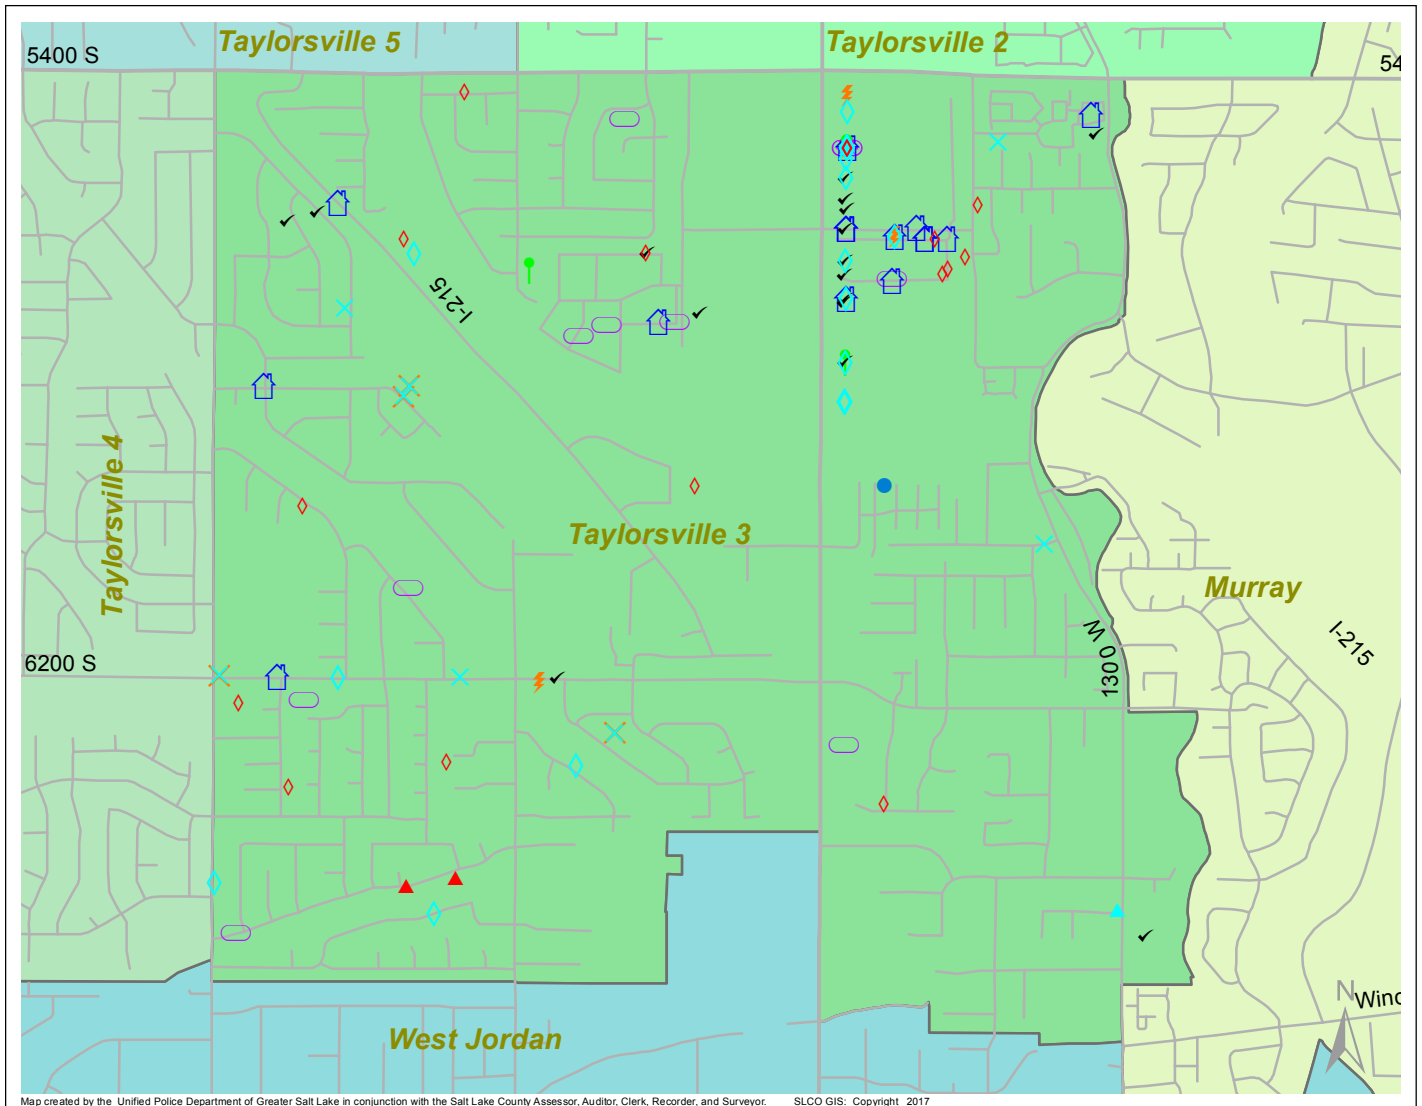 Taylorsville 5
Taylorsville 2
5400 S
54
I-215
Taylorsville 4
Taylorsville 3
Murray
I-215
1300 W
6200 S
West Jordan
N
Winc
Map created by the Unified Police Department of Greater Salt Lake in conjunction with the Salt Lake County Assessor, Auditor, Clerk, Recorder, and Surveyor. SLCO GIS: Copyright 2017